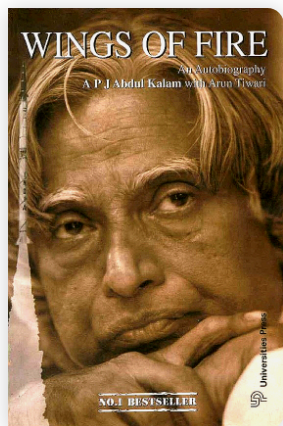 WINGS OF FIRE
An Autobiography
A P J Abdul Kalam with Arun Tiwari
NO.1 BESTSELLER
Universities Press